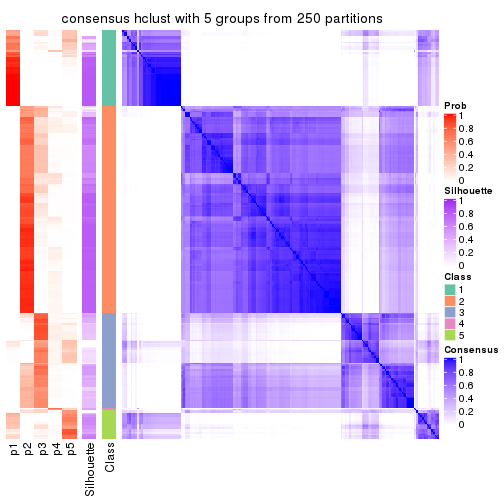 consensus hclust with 5 groups from 250 partitions
Prob
1
0.8
0.6
0.4
0.2
0
Silhouette
1
0.8
0.6
0.4
0.2
0
Class
1
2
3
4
5
Consensus
1
0.8
0.6
0.4
0.2
0
p1
p2
p3
p4
p5
Silhouette
Class